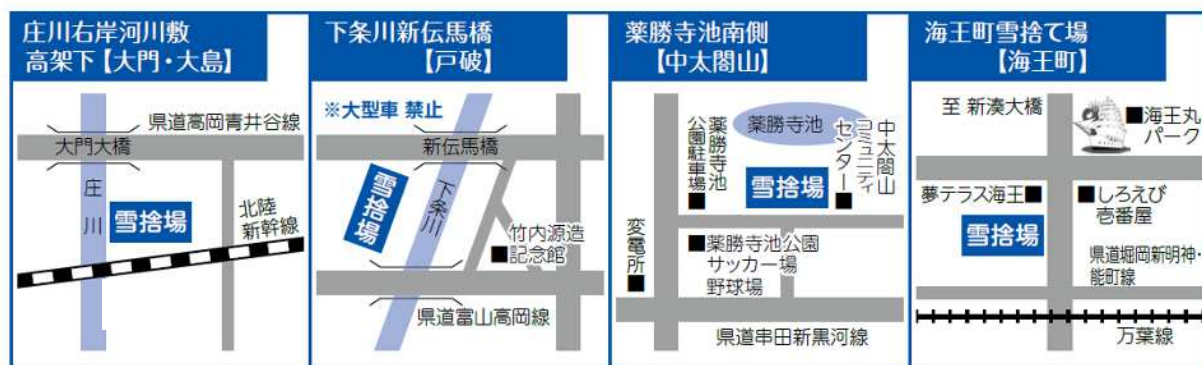 庄川右岸河川敷
高架下【大門・大島】
県道高岡青井谷線
大門大橋
庄川
雪捨場
北陸
新幹線
下条川新伝馬橋
【戸破】
※大型車 禁止
新伝馬橋
雪捨場
下条川
竹内源造
■記念館
県道富山高岡線
薬勝寺池南側
【中太閤山】
薬勝寺池
公園駐車場■
薬勝寺池
中太閤山
コミュニティ
センター■
雪捨場
変電所■
■薬勝寺池公園
サッカー場
野球場
県道串田新黒河線
海王町雪捨て場
【海王町】
至 新湊大橋
■海王丸
パーク
夢テラス海王■
■しろえび
壱番屋
雪捨場
県道堀岡新明神・
能町線
万葉線